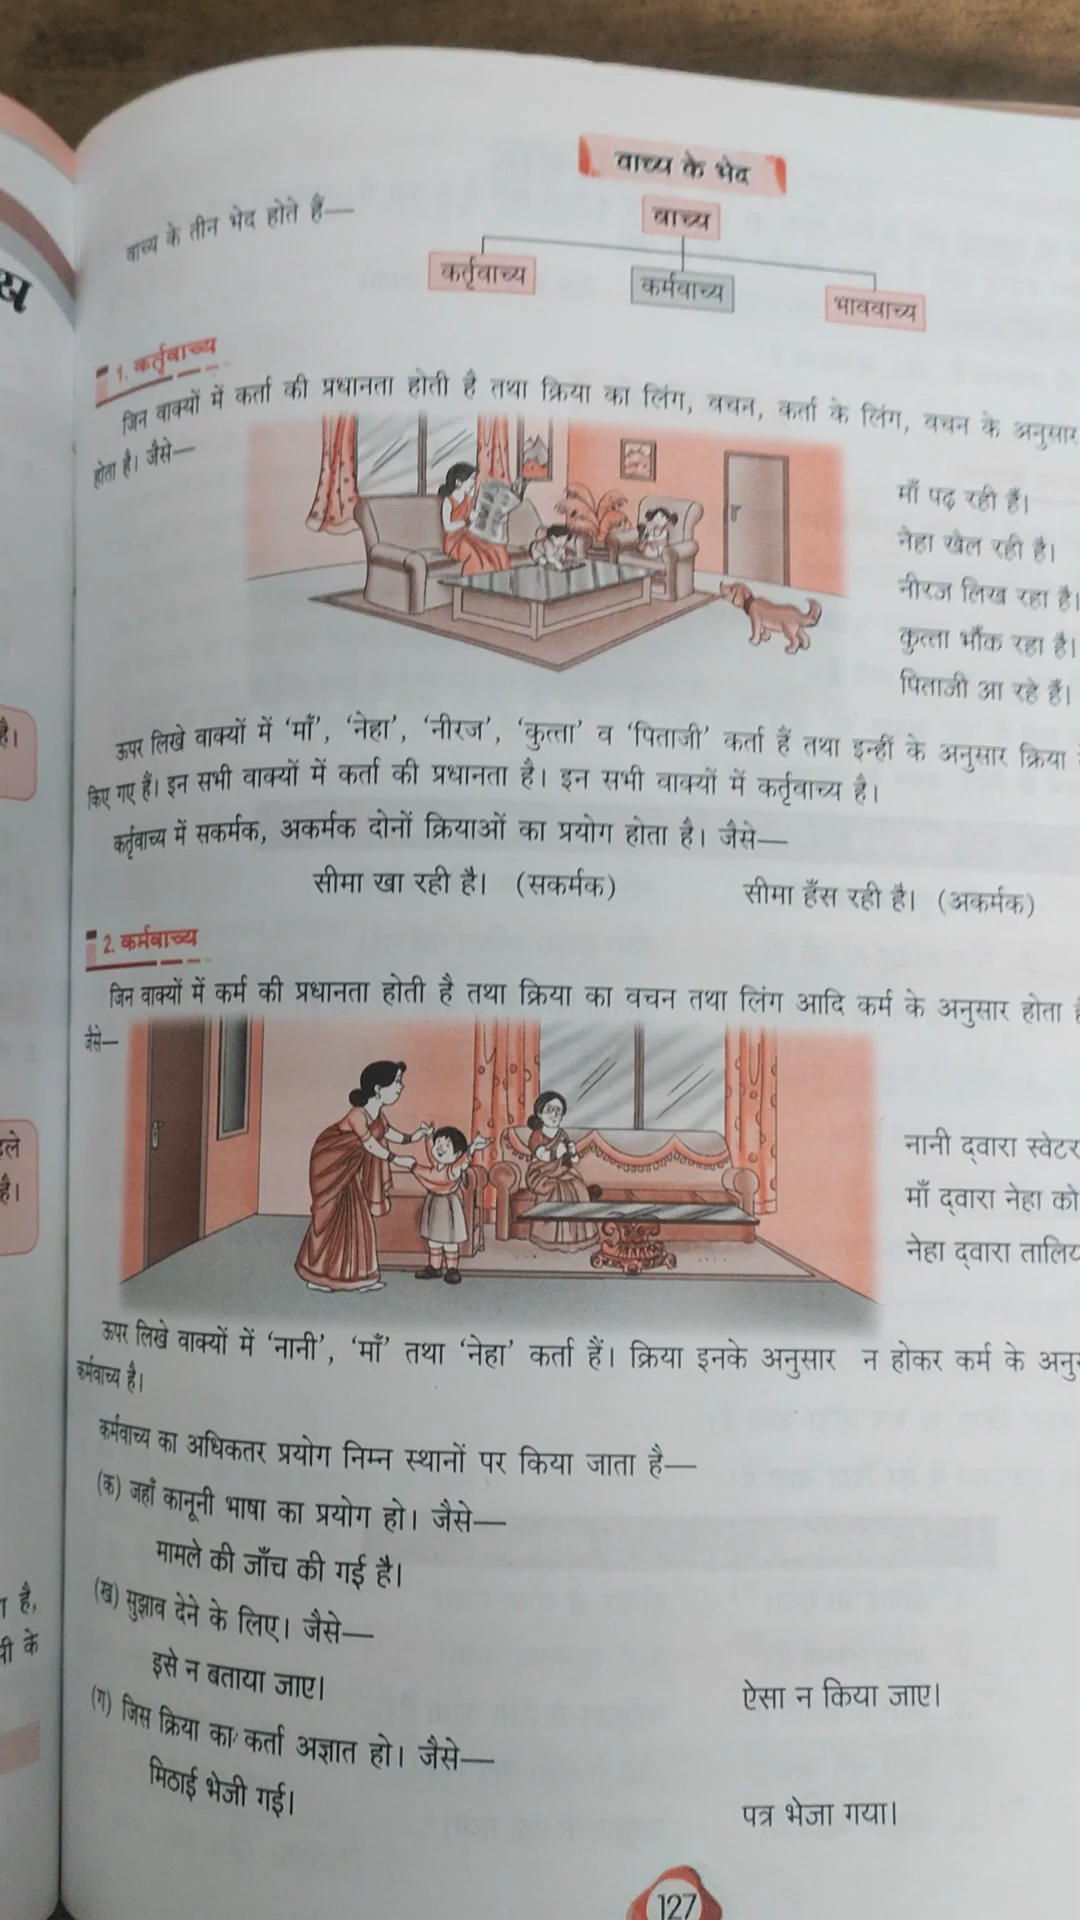 वाच्य के भेद
वाच्य के तीन भेद होते हैं—
वाच्य
कर्तृवाच्य
कर्मवाच्य
भाववाच्य
1. कर्तृवाच्य
जिन वाक्यों में कर्ता की प्रधानता होती है तथा क्रिया का लिंग, वचन, कर्ता के लिंग, वचन के अनुसार
होता है। जैसे—
माँ पढ़ रही हैं।
नेहा खेल रही है।
नीरज लिख रहा है।
कुत्ता भौंक रहा है।
पिताजी आ रहे हैं।
ऊपर लिखे वाक्यों में ‘माँ’, ‘नेहा’, ‘नीरज’, ‘कुत्ता’ व ‘पिताजी’ कर्ता हैं तथा इन्हीं के अनुसार क्रिया
किए गए हैं। इन सभी वाक्यों में कर्ता की प्रधानता है। इन सभी वाक्यों में कर्तृवाच्य है।
कर्तृवाच्य में सकर्मक, अकर्मक दोनों क्रियाओं का प्रयोग होता है। जैसे—
सीमा खा रही है। (सकर्मक) सीमा हँस रही है। (अकर्मक)
2. कर्मवाच्य
जिन वाक्यों में कर्म की प्रधानता होती है तथा क्रिया का वचन तथा लिंग आदि कर्म के अनुसार होता
जैसे—
नानी द्‌वारा स्वेटर
माँ द्‌वारा नेहा को
नेहा द्‌वारा
ऊपर लिखे वाक्यों में ‘नानी’, ‘माँ’ तथा ‘नेहा’ कर्ता हैं। क्रिया इनके अनुसार न होकर कर्म के
कर्मवाच्य है।
कर्मवाच्य का अधिकतर प्रयोग निम्न स्थानों पर किया जाता है—
(क) जहाँ कानूनी भाषा का प्रयोग हो। जैसे—
मामले की जाँच की गई है।
(ख) सुझाव देने के लिए। जैसे—
इसे न बताया जाए। ऐसा न किया जाए।
(ग) जिस क्रिया का कर्ता अज्ञात हो। जैसे—
मिठाई भेजी गई। पत्र भेजा गया।
127
है।
है।
है,
के